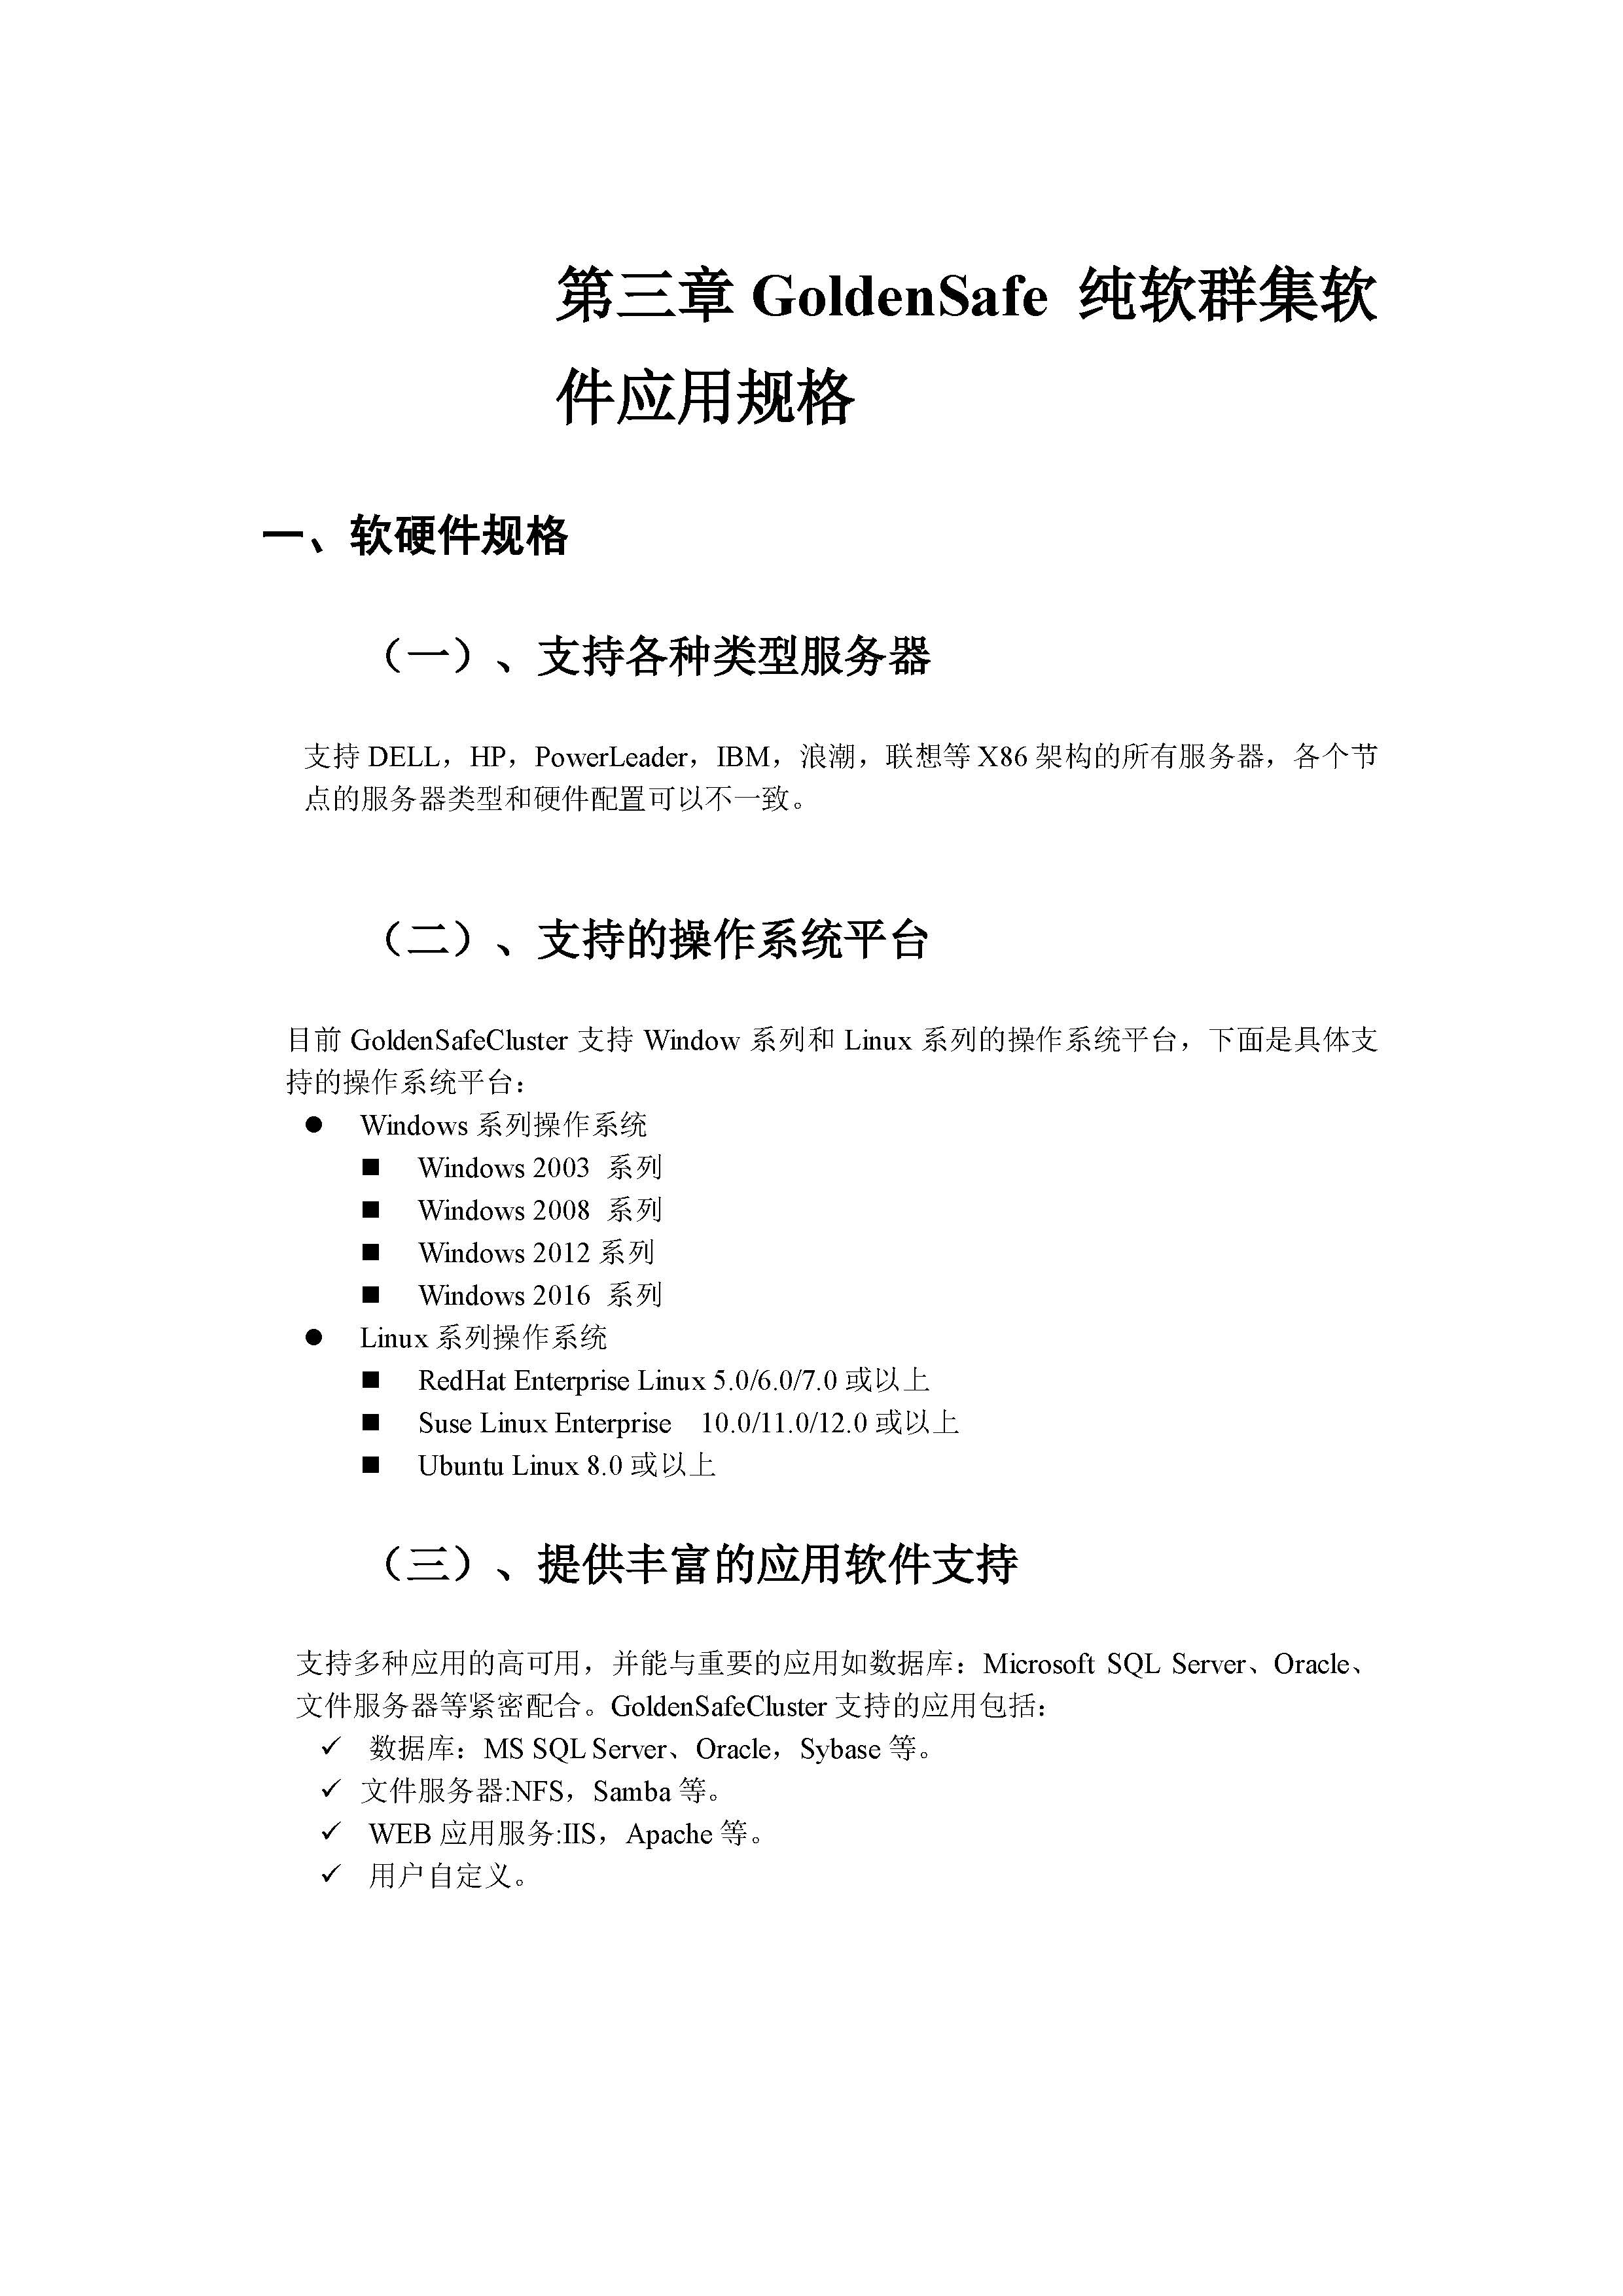 第三章 GoldenSafe 纯软群集软
件应用规格
一、软硬件规格
（一）、支持各种类型服务器
支持 DELL，HP，PowerLeader，IBM，浪潮，联想等 X86 架构的所有服务器，各个节
点的服务器类型和硬件配置可以不一致。
（二）、支持的操作系统平台
目前 GoldenSafeCluster 支持 Window 系列和 Linux 系列的操作系统平台，下面是具体支
持的操作系统平台：
● Windows 系列操作系统
■ Windows 2003 系列
■ Windows 2008 系列
■ Windows 2012 系列
■ Windows 2016 系列
● Linux 系列操作系统
■ RedHat Enterprise Linux 5.0/6.0/7.0 或以上
■ Suse Linux Enterprise 10.0/11.0/12.0 或以上
■ Ubuntu Linux 8.0 或以上
（三）、提供丰富的应用软件支持
支持多种应用的高可用，并能与重要的应用如数据库：Microsoft SQL Server、Oracle、
文件服务器等紧密配合。GoldenSafeCluster 支持的应用包括：
✓ 数据库：MS SQL Server、Oracle，Sybase 等。
✓ 文件服务器:NFS，Samba 等。
✓ WEB 应用服务:IIS，Apache 等。
✓ 用户自定义。